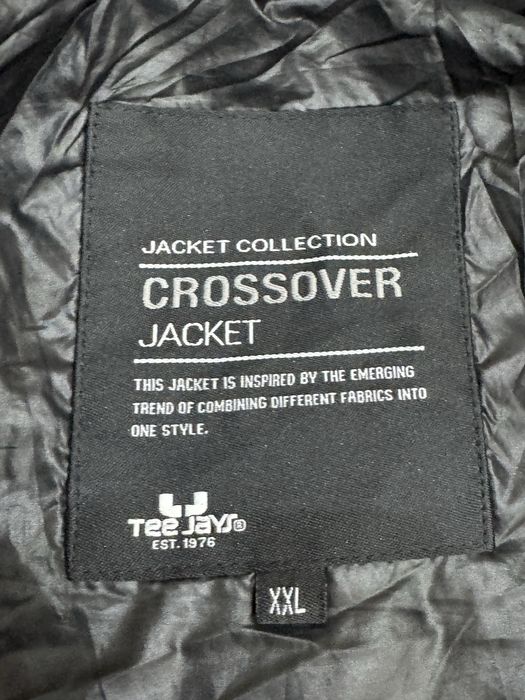 JACKET COLLECTION
CROSSOVER
JACKET
THIS JACKET IS INSPIRED BY THE EMERGING
TREND OF COMBINING DIFFERENT FABRICS INTO
ONE STYLE.
Tee Jays®
EST. 1976
XXL